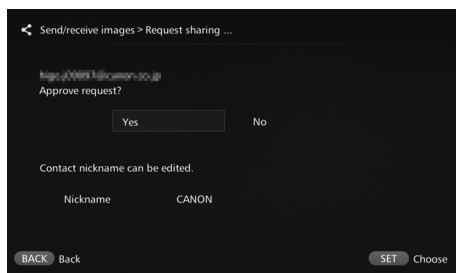 Send/receive images > Request sharing ...
Approve request?
Yes No
Contact nickname can be edited.
Nickname CANON
BACK Back SET Choose